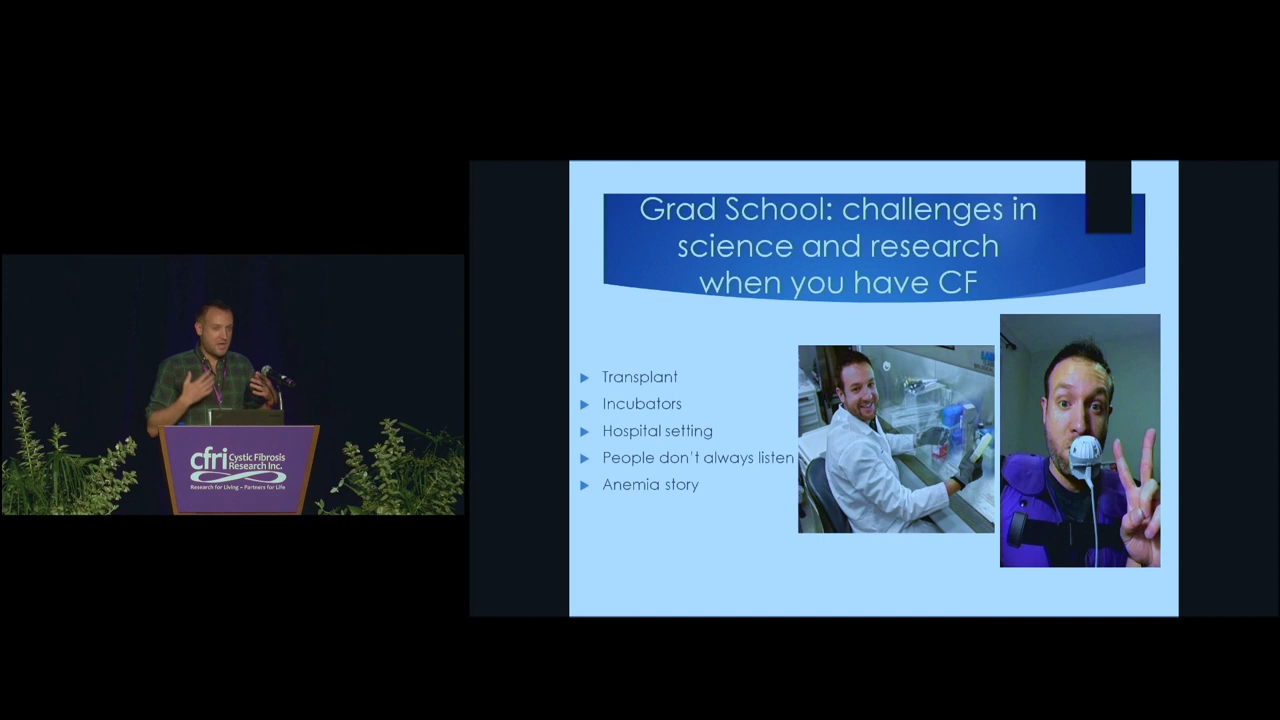 cfri Cystic Fibrosis
Research Inc.
Research for Living ~ Partners for Life
Grad School: challenges in
science and research
when you have CF
Transplant
Incubators
Hospital setting
People don't always listen
Anemia story